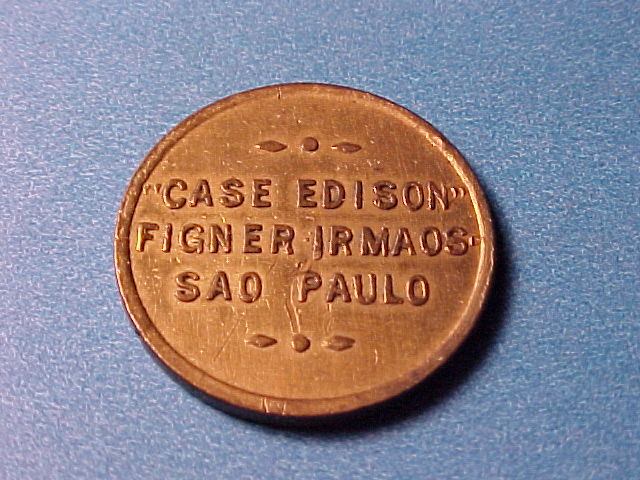 "CASE EDISON"
FIGNER IRMAOS-
SAO PAULO